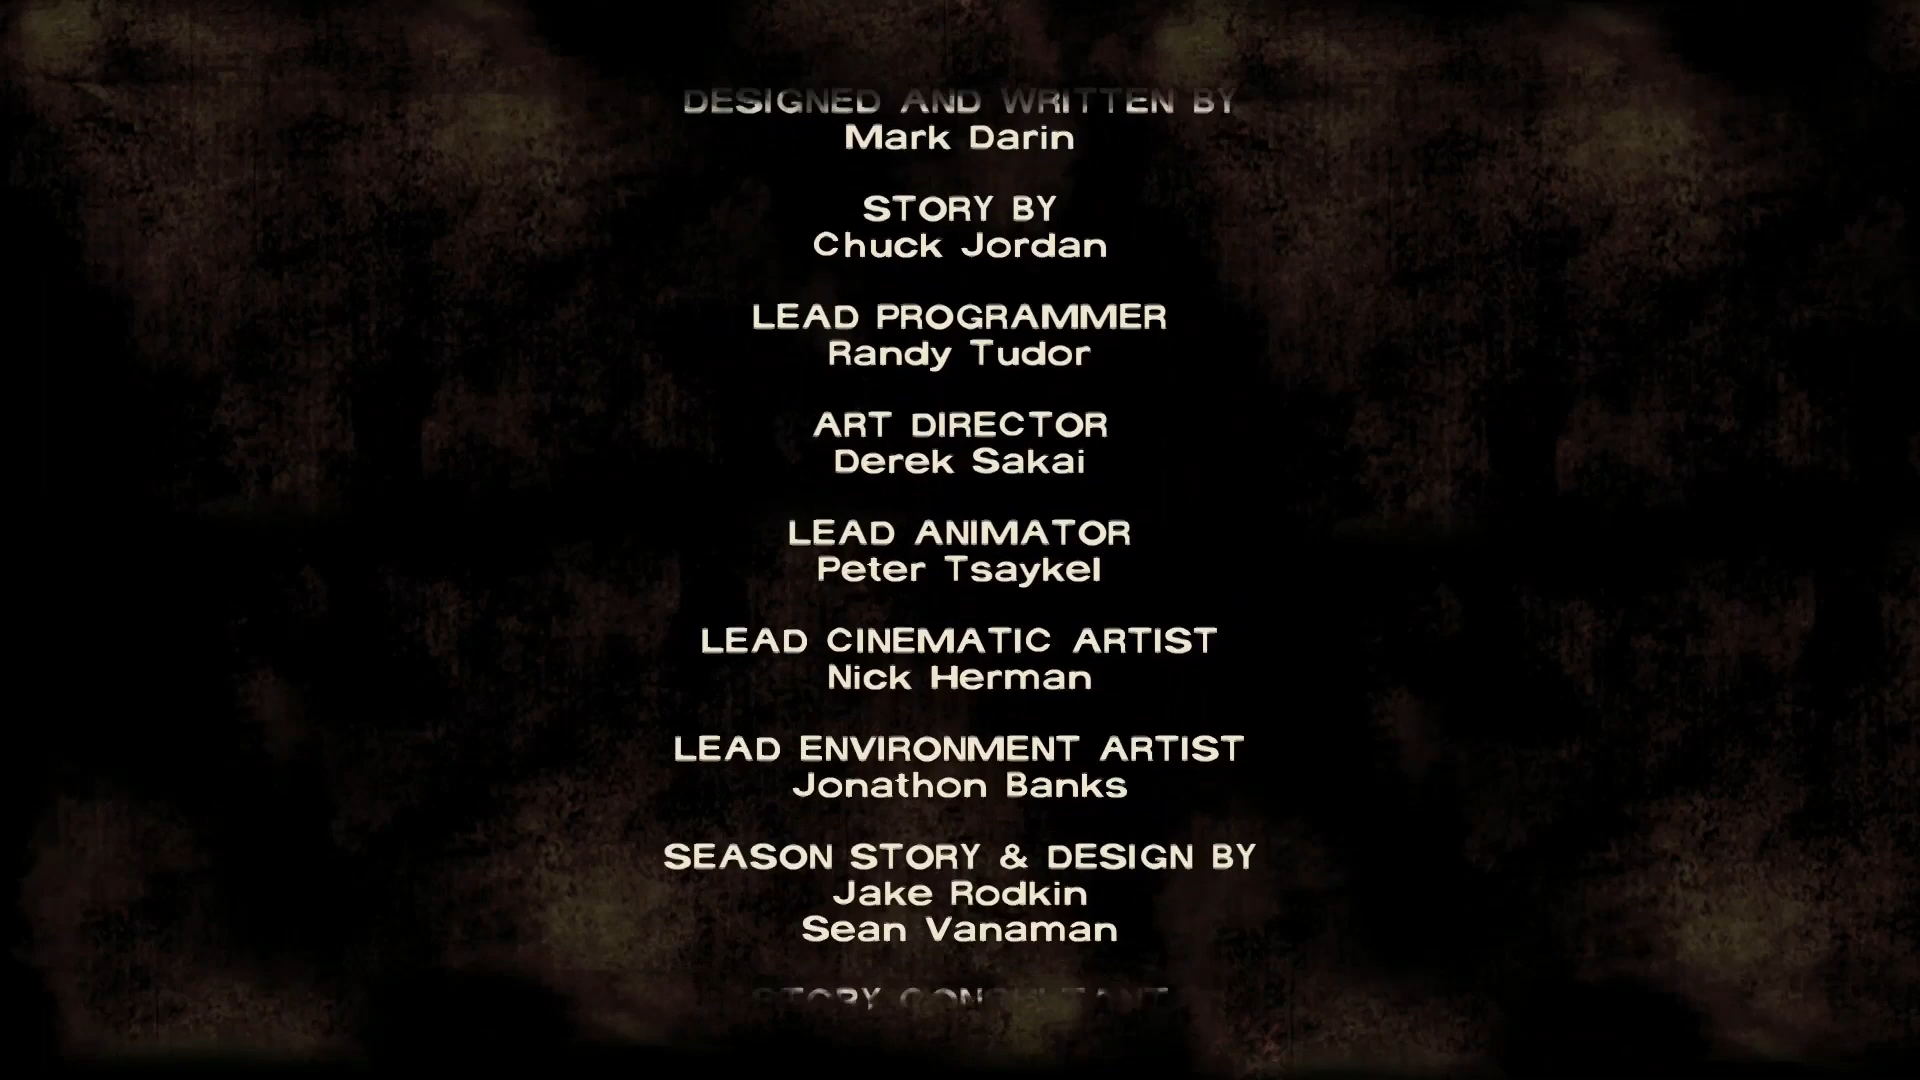 DESIGNED AND WRITTEN BY
Mark Darin
STORY BY
Chuck Jordan
LEAD PROGRAMMER
Randy Tudor
ART DIRECTOR
Derek Sakai
LEAD ANIMATOR
Peter Tsaykel
LEAD CINEMATIC ARTIST
Nick Herman
LEAD ENVIRONMENT ARTIST
Jonathon Banks
SEASON STORY & DESIGN BY
Jake Rodkin
Sean Vanaman
STORY CONSULTANT